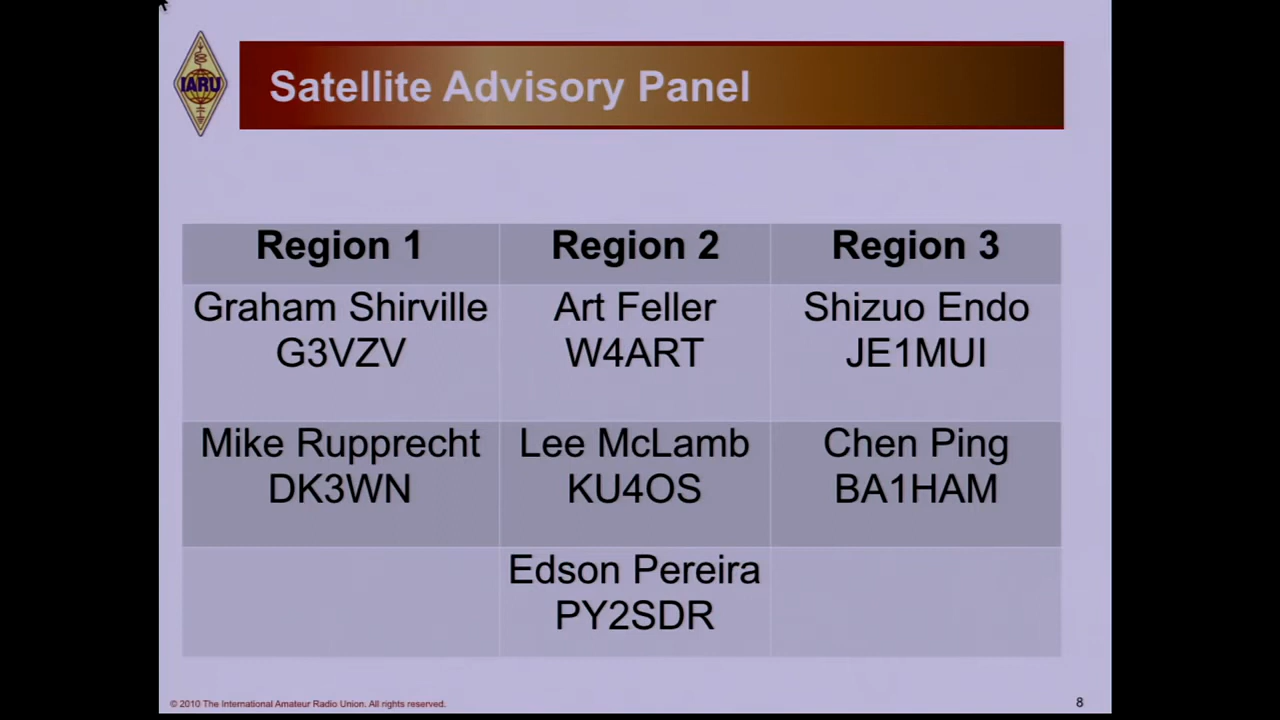 IARU
Satellite Advisory Panel
Region 1 Region 2 Region 3
Graham Shirville Art Feller Shizuo Endo
G3VZV W4ART JE1MUI
Mike Rupprecht Lee McLamb Chen Ping
DK3WN KU4OS BA1HAM
Edson Pereira
PY2SDR
© 2010 The International Amateur Radio Union. All rights reserved.
8